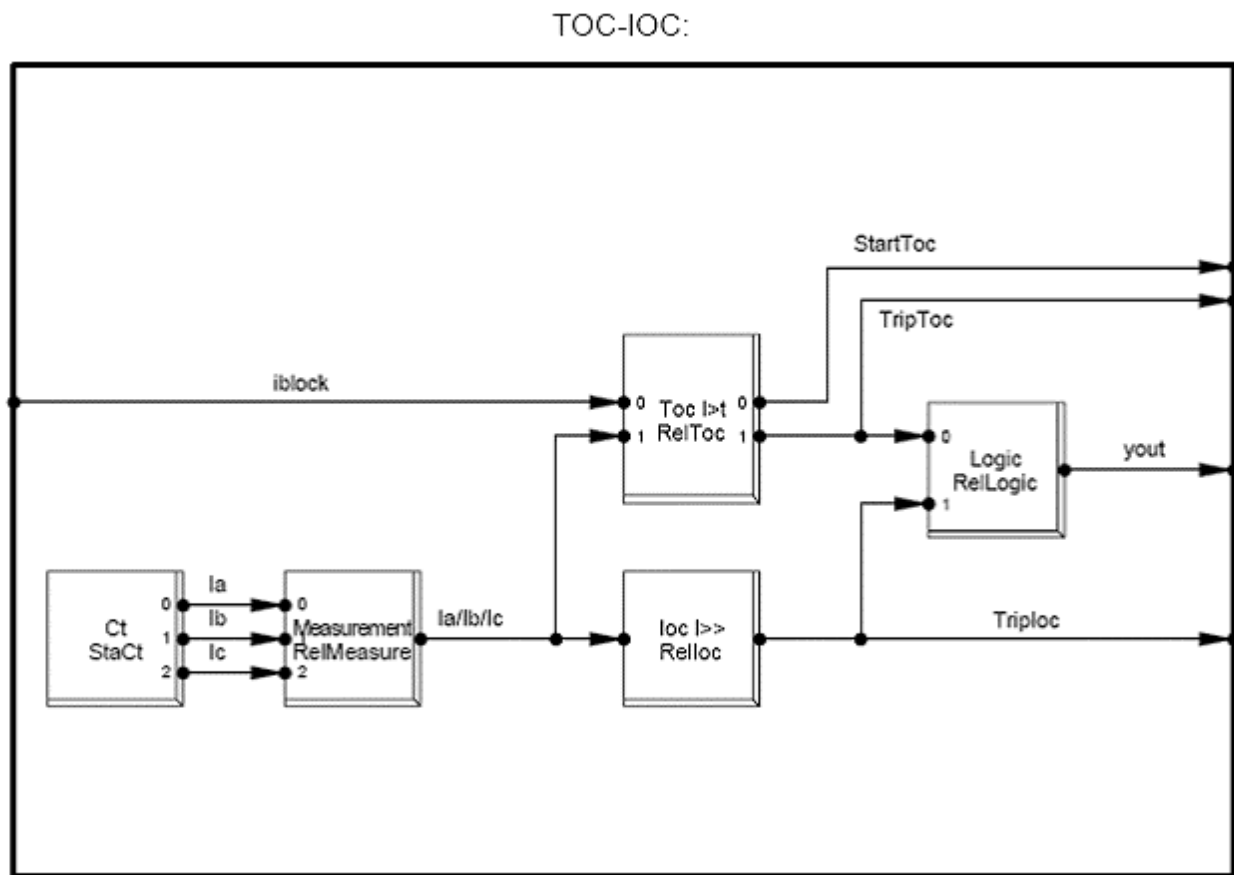 TOC-IOC:
StartToc
TripToc
iblock
0
1
Toc I>t
RelToc
0
1
0
1
Logic
RelLogic
yout
Ct
StaCt
0
1
2
Ia
Ib
Ic
0
1
2
Measurement
RelMeasure
Ia/Ib/Ic
Ioc I>>
RelIoc
TripIoc